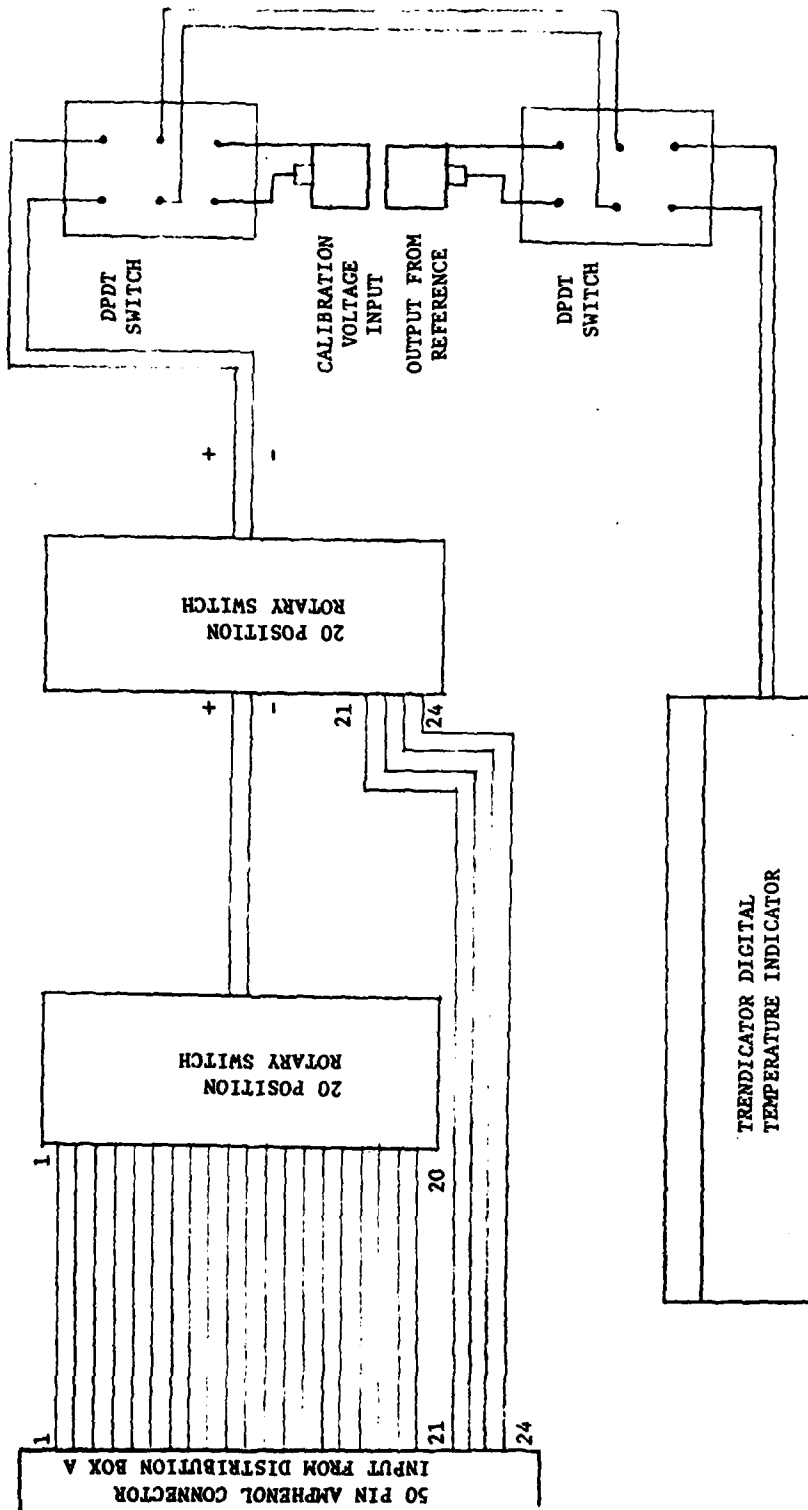 DPDT
SWITCH
CALIBRATION
VOLTAGE
INPUT
OUTPUT FROM
REFERENCE
DPDT
SWITCH
+
-
20 POSITION
ROTARY SWITCH
+
-
21
24
20 POSITION
ROTARY SWITCH
1
20
1
21
24
50 PIN AMPHENOL CONNECTOR
INPUT FROM DISTRIBUTION BOX A
TRENDICATOR DIGITAL
TEMPERATURE INDICATOR